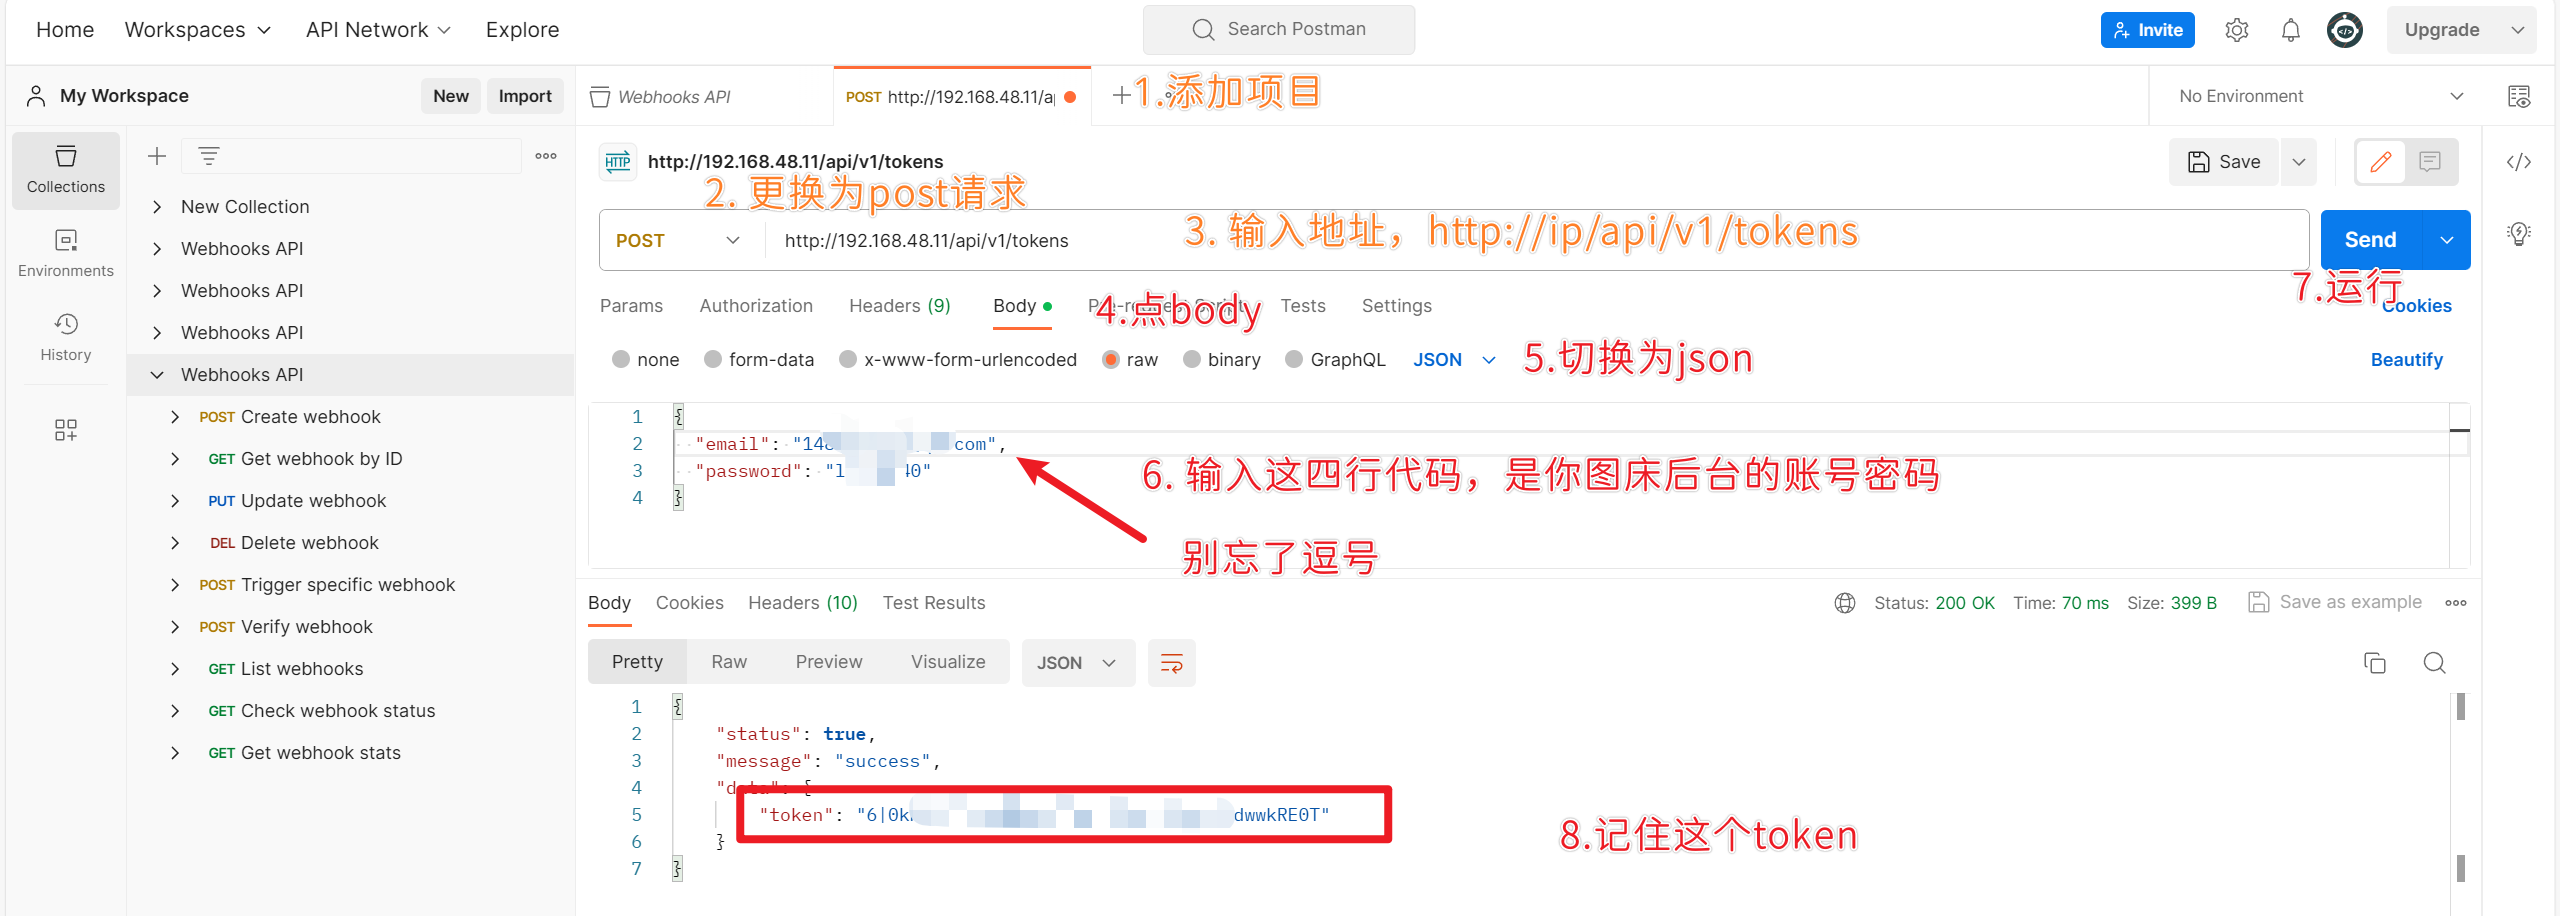 Home Workspaces API Network Explore
Search Postman
Invite
Upgrade
My Workspace
New Import
Webhooks API
POST http://192.168.48.11/a
1.添加项目
No Environment
Collections
Environments
History
New Collection
Webhooks API
Webhooks API
Webhooks API
Webhooks API
POST Create webhook
GET Get webhook by ID
PUT Update webhook
DEL Delete webhook
POST Trigger specific webhook
POST Verify webhook
GET List webhooks
GET Check webhook status
GET Get webhook stats
HTTP http://192.168.48.11/api/v1/tokens
Save
2. 更换为post请求
POST http://192.168.48.11/api/v1/tokens
3. 输入地址，http://ip/api/v1/tokens
Send
7.运行
Params Authorization Headers (9) Body
4.点body
Tests Settings
Cookies
none form-data x-www-form-urlencoded raw binary GraphQL JSON
5.切换为json
Beautify
1 {
2 "email": "14 com",
3 "password": "l 40"
4 }
6. 输入这四行代码，是你图床后台的账号密码
别忘了逗号
Body Cookies Headers (10) Test Results
Status: 200 OK Time: 70 ms Size: 399 B Save as example
Pretty Raw Preview Visualize JSON
1 {
2 "status": true,
3 "message": "success",
4 "data": {
5 "token": "6|0k dwwkRE0T"
6 }
7 }
8.记住这个token